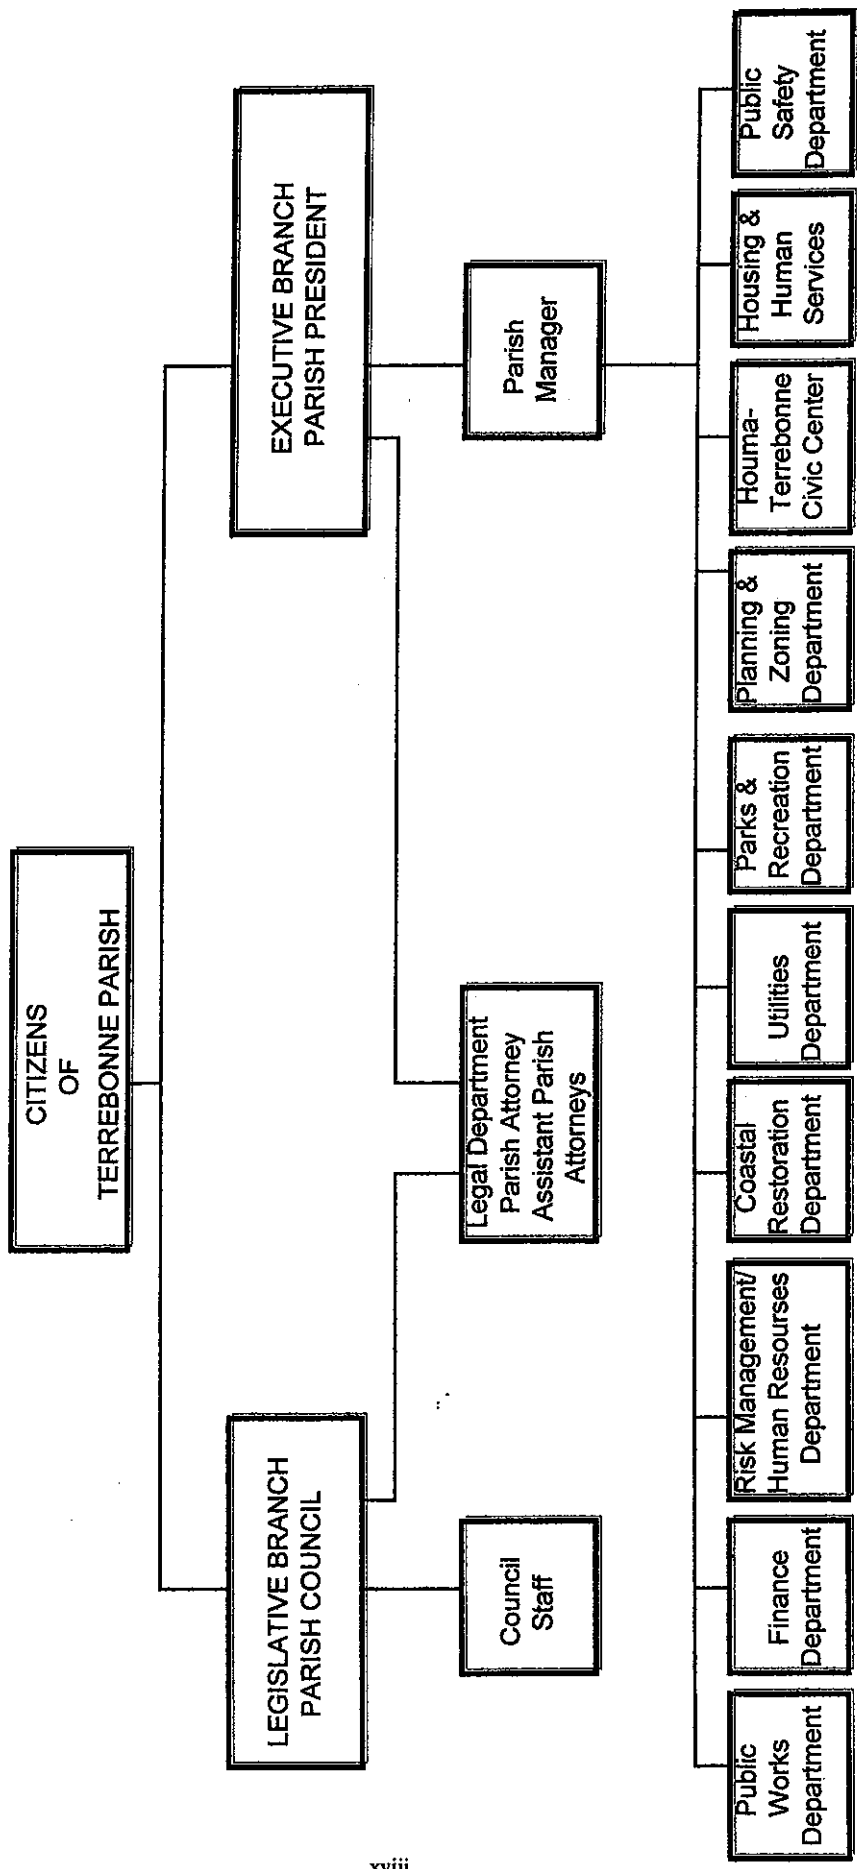 CITIZENS
OF
TERREBONNE PARISH
LEGISLATIVE BRANCH
PARISH COUNCIL
EXECUTIVE BRANCH
PARISH PRESIDENT
Council
Staff
Legal Department
Parish Attorney
Assistant Parish
Attorneys
Parish
Manager
Public
Works
Department
Finance
Department
Risk Management/
Human Resourses
Department
Coastal
Restoration
Department
Utilities
Department
Parks &
Recreation
Department
Planning &
Zoning
Department
Houma-
Terrebonne
Civic Center
Housing &
Human
Services
Public
Safety
Department
xviii